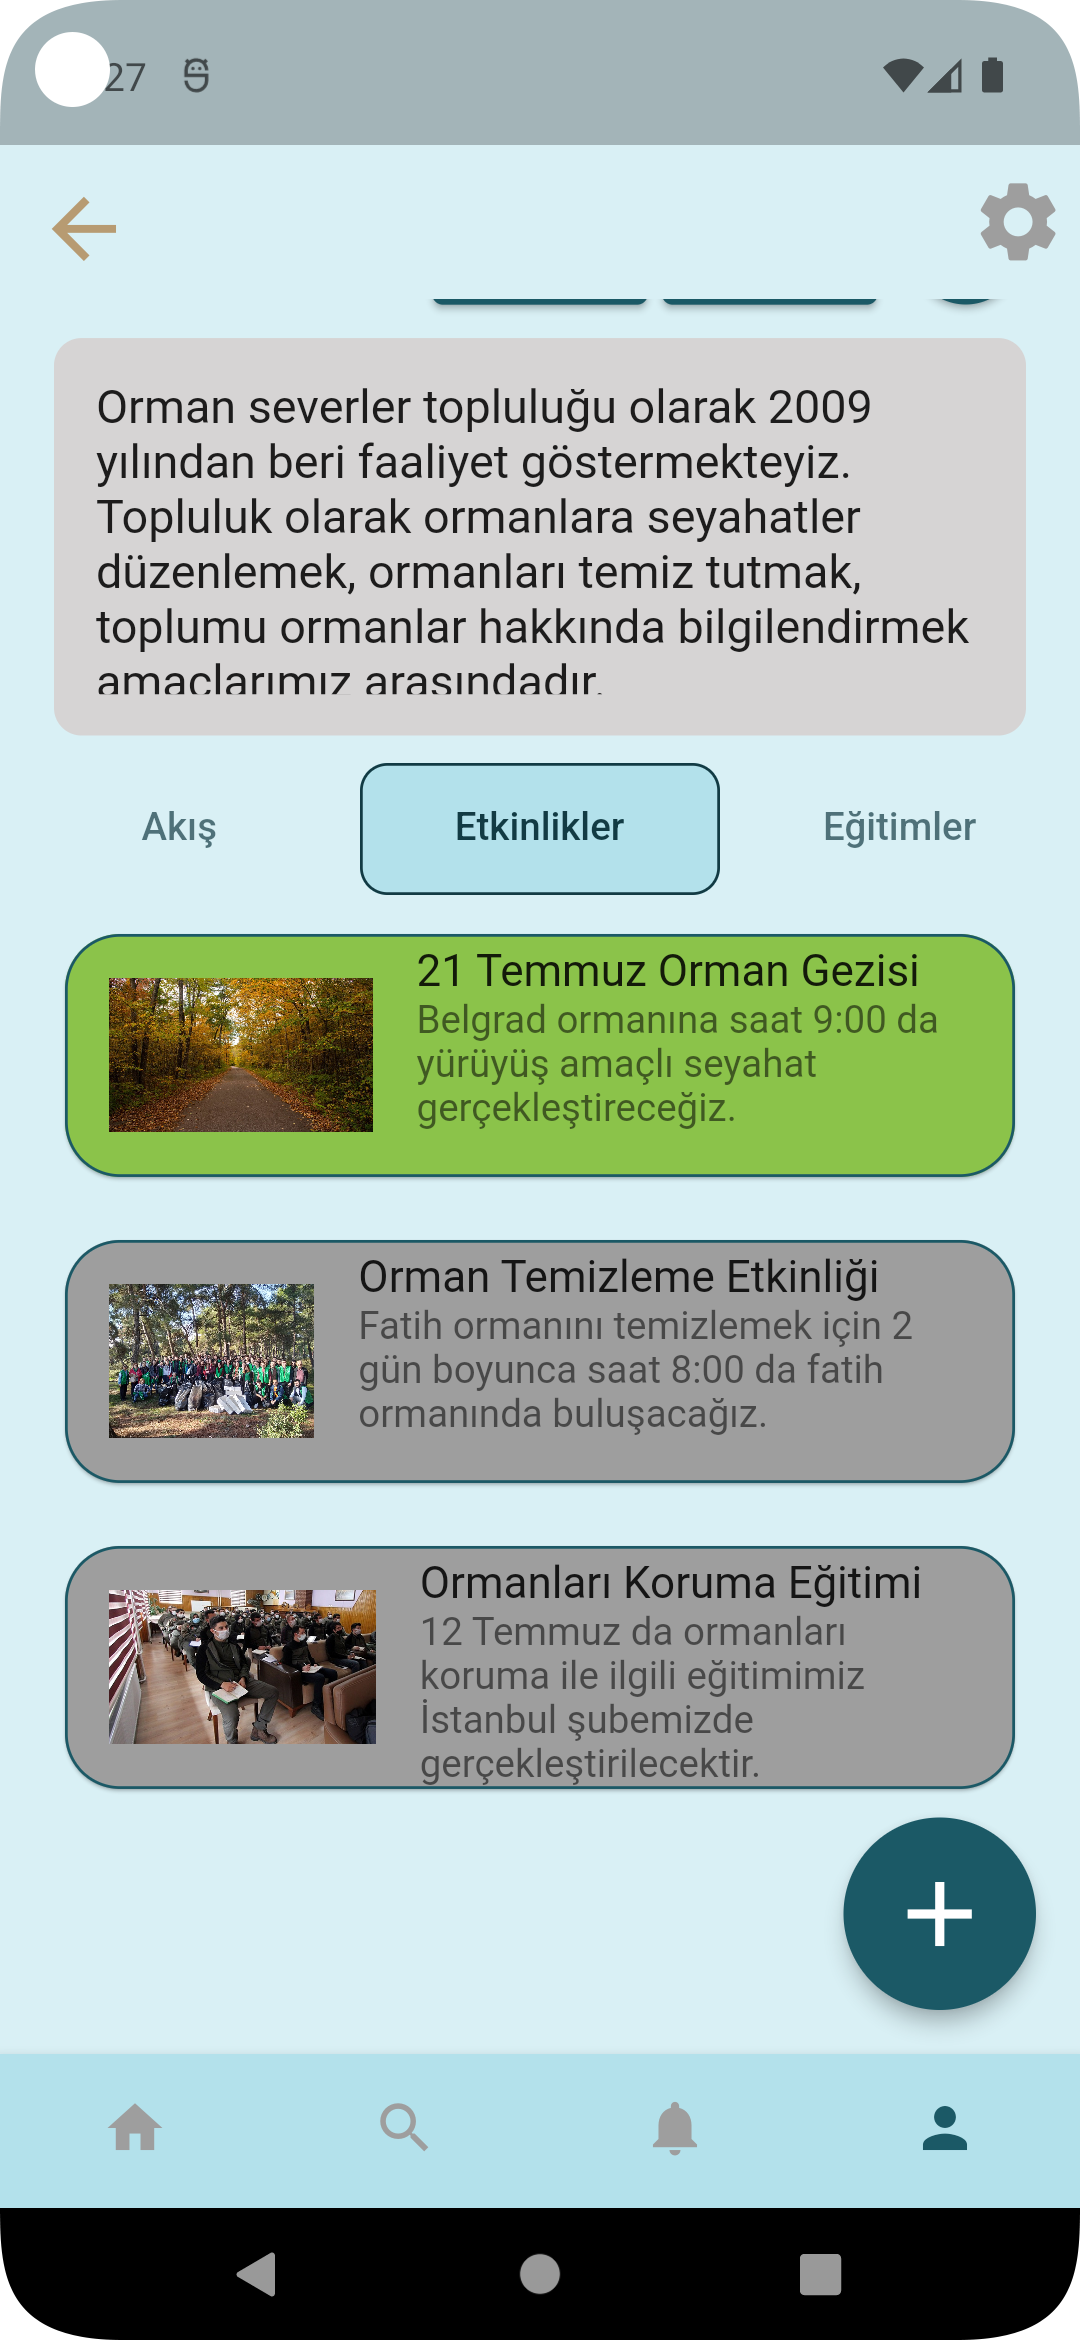 27
Orman severler topluluğu olarak 2009
yılından beri faaliyet göstermekteyiz.
Topluluk olarak ormanlara seyahatler
düzenlemek, ormanları temiz tutmak,
toplumu ormanlar hakkında bilgilendirmek
amaçlarımız arasındadır.
Akış
Etkinlikler
Eğitimler
21 Temmuz Orman Gezisi
Belgrad ormanına saat 9:00 da
yürüyüş amaçlı seyahat
gerçekleştireceğiz.
Orman Temizleme Etkinliği
Fatih ormanını temizlemek için 2
gün boyunca saat 8:00 da fatih
ormanında buluşacağız.
Ormanları Koruma Eğitimi
12 Temmuz da ormanları
koruma ile ilgili eğitimimiz
İstanbul şubemizde
gerçekleştirilecektir.